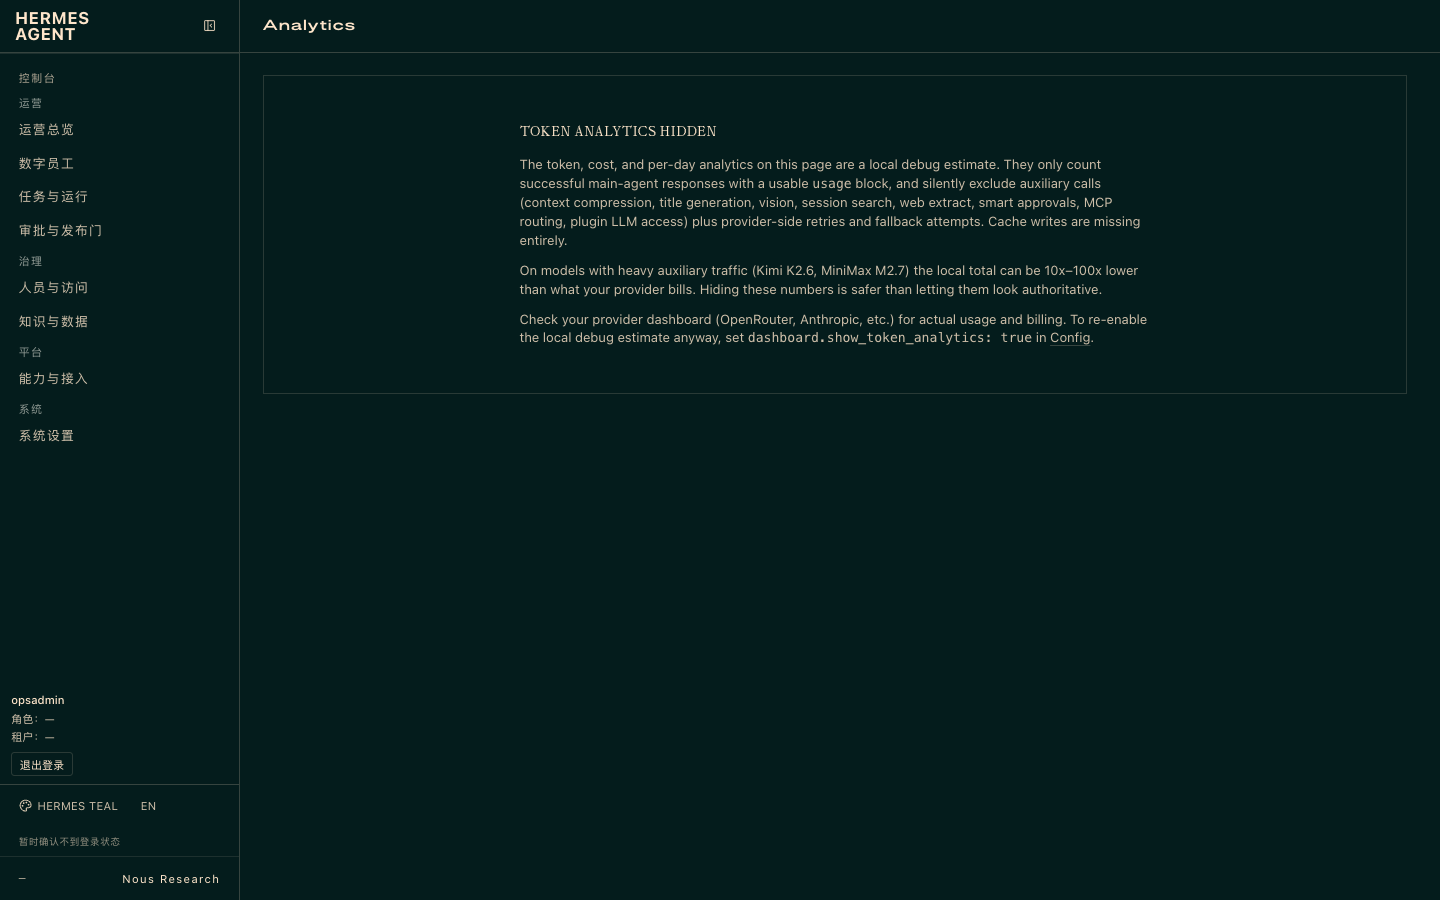 HERMES
AGENT
控制台
运营
运营总览
数字员工
任务与运行
审批与发布门
治理
人员与访问
知识与数据
平台
能力与接入
系统
系统设置
opsadmin
角色: —
租户: —
退出登录
HERMES TEAL EN
暂时确认不到登录状态
— Nous Research
Analytics
TOKEN ANALYTICS HIDDEN
The token, cost, and per-day analytics on this page are a local debug estimate. They only count
successful main-agent responses with a usable usage block, and silently exclude auxiliary calls
(context compression, title generation, vision, session search, web extract, smart approvals, MCP
routing, plugin LLM access) plus provider-side retries and fallback attempts. Cache writes are missing
entirely.
On models with heavy auxiliary traffic (Kimi K2.6, MiniMax M2.7) the local total can be 10x–100x lower
than what your provider bills. Hiding these numbers is safer than letting them look authoritative.
Check your provider dashboard (OpenRouter, Anthropic, etc.) for actual usage and billing. To re-enable
the local debug estimate anyway, set dashboard.show_token_analytics: true in Config.